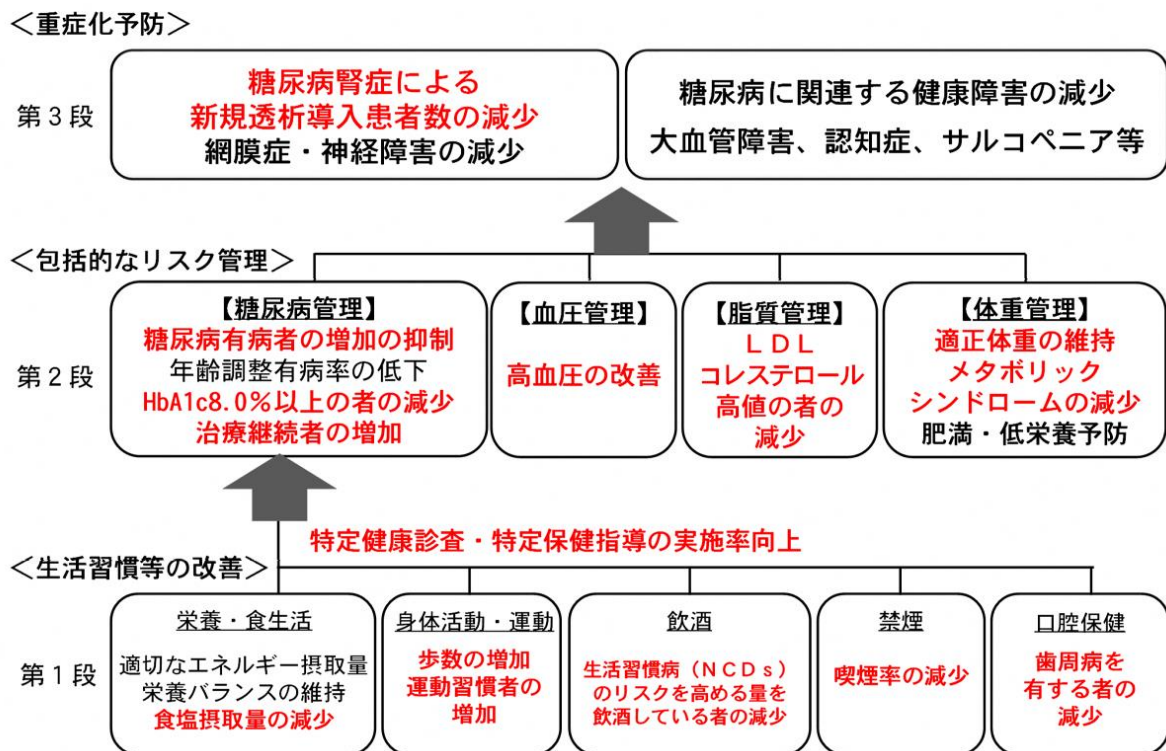 ＜重症化予防＞
第３段
糖尿病腎症による
新規透析導入患者数の減少
網膜症・神経障害の減少
糖尿病に関連する健康障害の減少
大血管障害、認知症、サルコペニア等
＜包括的なリスク管理＞
第２段
【糖尿病管理】
糖尿病有病者の増加の抑制
年齢調整有病率の低下
HbA1c8.0％以上の者の減少
治療継続者の増加
【血圧管理】
高血圧の改善
【脂質管理】
ＬＤＬ
コレステロール
高値の者の
減少
【体重管理】
適正体重の維持
メタボリック
シンドロームの減少
肥満・低栄養予防
特定健康診査・特定保健指導の実施率向上
＜生活習慣等の改善＞
第１段
栄養・食生活
適切なエネルギー摂取量
栄養バランスの維持
食塩摂取量の減少
身体活動・運動
歩数の増加
運動習慣者の
増加
飲酒
生活習慣病（ＮＣＤｓ）
のリスクを高める量を
飲酒している者の減少
禁煙
喫煙率の減少
口腔保健
歯周病を
有する者の
減少